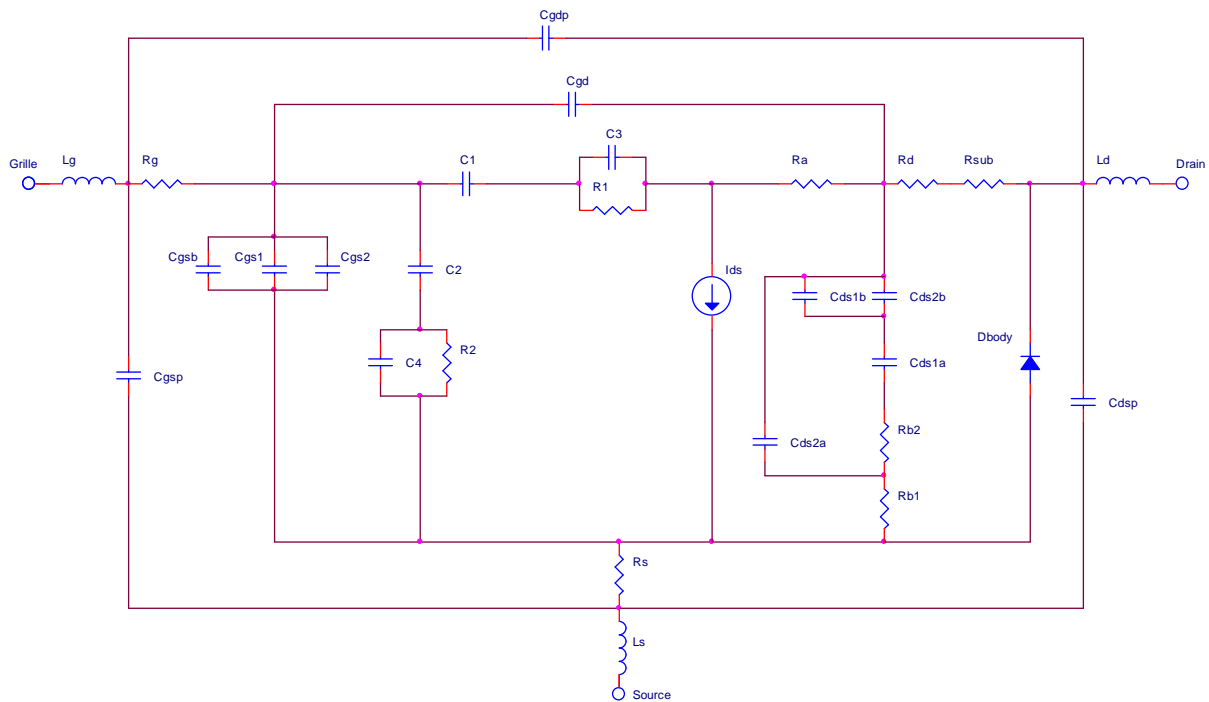 Cgdp
Cgd
C3
Grille
Lg
Rg
C1
R1
Ra
Rd
Rsub
Ld
Drain
Cgsb
Cgs1
Cgs2
C2
Ids
Cds1b
Cds2b
Dbody
C4
R2
Cds1a
Cgsp
Cdsp
Rb2
Cds2a
Rb1
Rs
Ls
Source